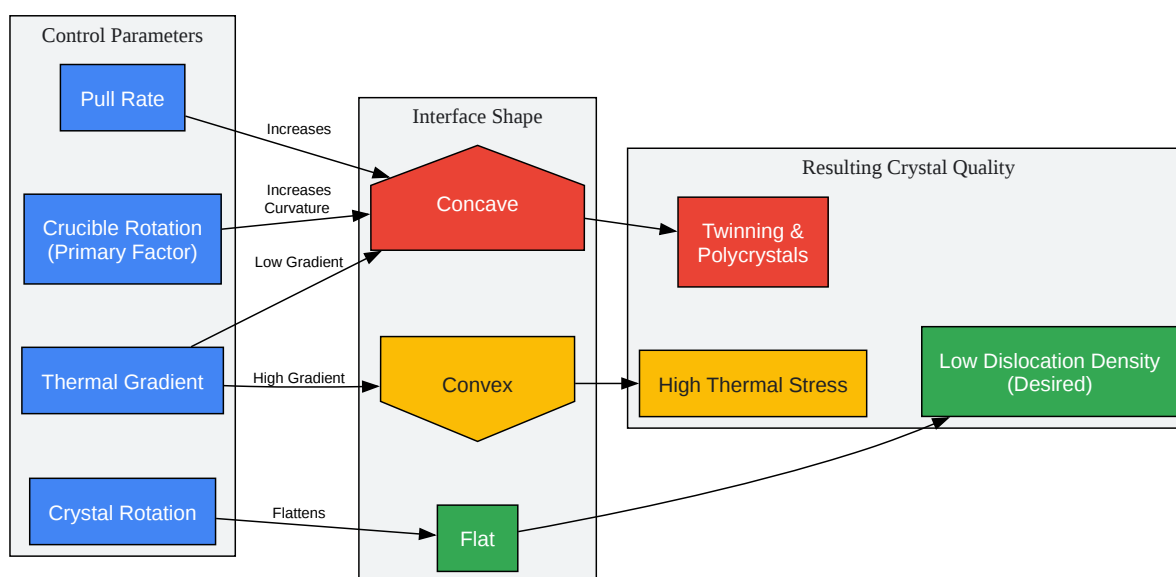 Control Parameters
Pull Rate
Crucible Rotation
(Primary Factor)
Thermal Gradient
Crystal Rotation
Increases
Increases
Curvature
Low Gradient
High Gradient
Flattens
Interface Shape
Concave
Convex
Flat
Resulting Crystal Quality
Twinning &
Polycrystals
High Thermal Stress
Low Dislocation Density
(Desired)